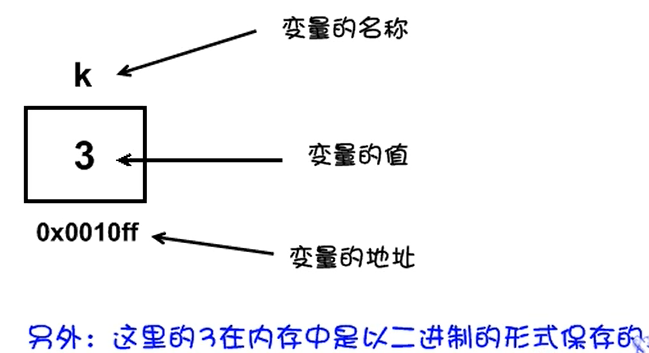 变量的名称
k
3
变量的值
0x0010ff
变量的地址
另外：这里的3在内存中是以二进制的形式保存的